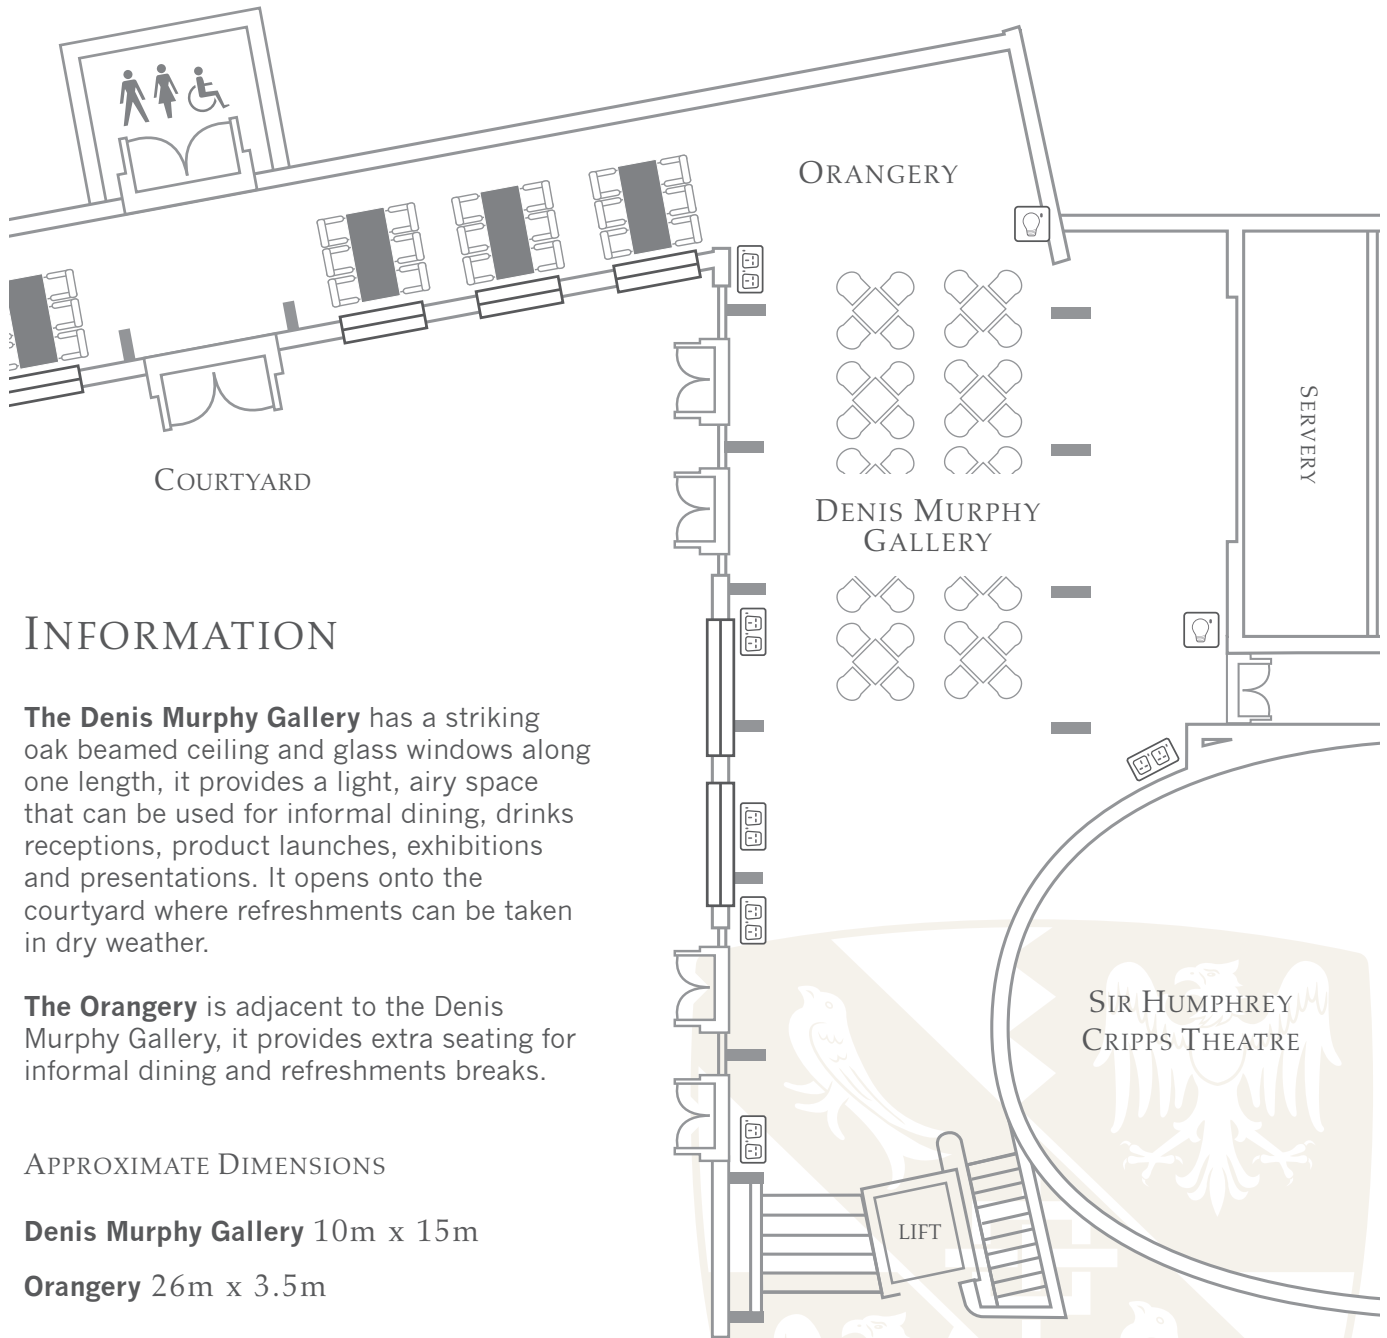 ORANGERY
SERVERY
COURTYARD
DENIS MURPHY
GALLERY
INFORMATION
The Denis Murphy Gallery has a striking
oak beamed ceiling and glass windows along
one length, it provides a light, airy space
that can be used for informal dining, drinks
receptions, product launches, exhibitions
and presentations. It opens onto the
courtyard where refreshments can be taken
in dry weather.
The Orangery is adjacent to the Denis
Murphy Gallery, it provides extra seating for
informal dining and refreshments breaks.
SIR HUMPHREY
CRIPPS THEATRE
APPROXIMATE DIMENSIONS
Denis Murphy Gallery 10m x 15m
Orangery 26m x 3.5m
LIFT